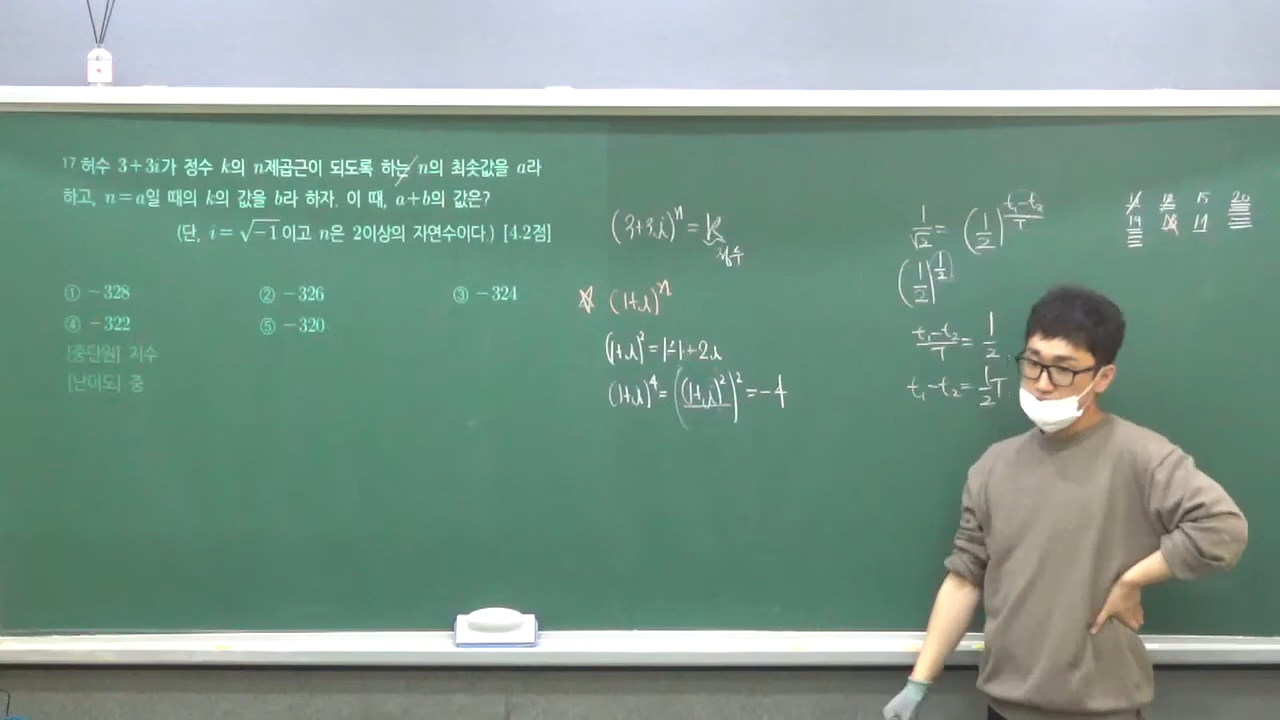 17 허수 3+3i가 정수 k의 n제곱근이 되도록 하는 n의 최솟값을 a라
하고, n=a일 때의 k의 값을 b라 하자. 이 때, a+b의 값은?
(단, i=√-1 이고 n은 2이상의 자연수이다.) [4.2점]
① -328 ② -326 ③ -324
④ -322 ⑤ -320
[중단원] 지수
[난이도] 중
(3+3i)ⁿ = k
정수
☆ (1+i)ⁿ
(1+i)² = 1-1+2i
(1+i)⁴ = ((1+i)²)² = -4
1/√2 = (1/2)^((t₁-t₂)/T)
(1/2)^(1/2)
(t₁-t₂)/T = 1/2
t₁-t₂ = 1/2 T
15 20
19 17